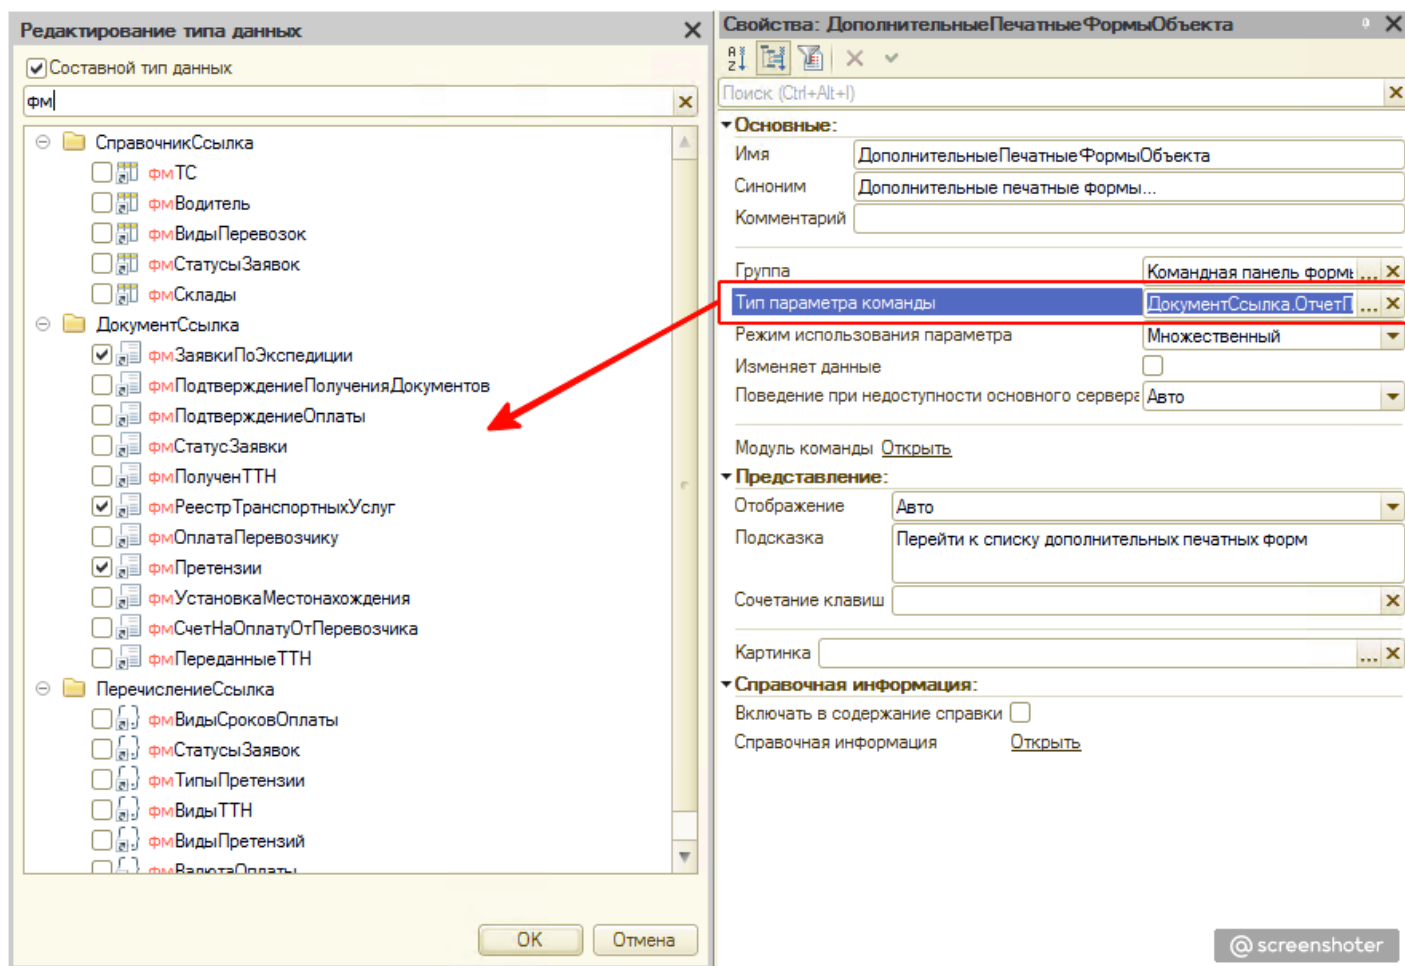 Редактирование типа данных
Составной тип данных
фм
СправочникСсылка
фмТС
фмВодитель
фмВидыПеревозок
фмСтатусыЗаявок
фмСклады
ДокументСсылка
фмЗаявкиПоЭкспедиции
фмПодтверждениеПолученияДокументов
фмПодтверждениеОплаты
фмСтатусЗаявки
фмПолученТТН
фмРеестрТранспортныхУслуг
фмОплатаПеревозчику
фмПретензии
фмУстановкаМестонахождения
фмСчетНаОплатуОтПеревозчика
фмПереданныеТТН
ПеречислениеСсылка
фмВидыСроковОплаты
фмСтатусыЗаявок
фмТипыПретензии
фмВидыТТН
фмВидыПретензий
фмВалютаОплаты
OK Отмена
Свойства: ДополнительныеПечатныеФормыОбъекта
Поиск (Ctrl+Alt+I)
Основные:
Имя ДополнительныеПечатныеФормыОбъекта
Синоним Дополнительные печатные формы...
Комментарий
Группа Командная панель формы ...
Тип параметра команды ДокументСсылка.ОтчетП ...
Режим использования параметра Множественный
Изменяет данные
Поведение при недоступности основного сервера Авто
Модуль команды Открыть
Представление:
Отображение Авто
Подсказка Перейти к списку дополнительных печатных форм
Сочетание клавиш
Картинка ...
Справочная информация:
Включать в содержание справки
Справочная информация Открыть
@screenshoter